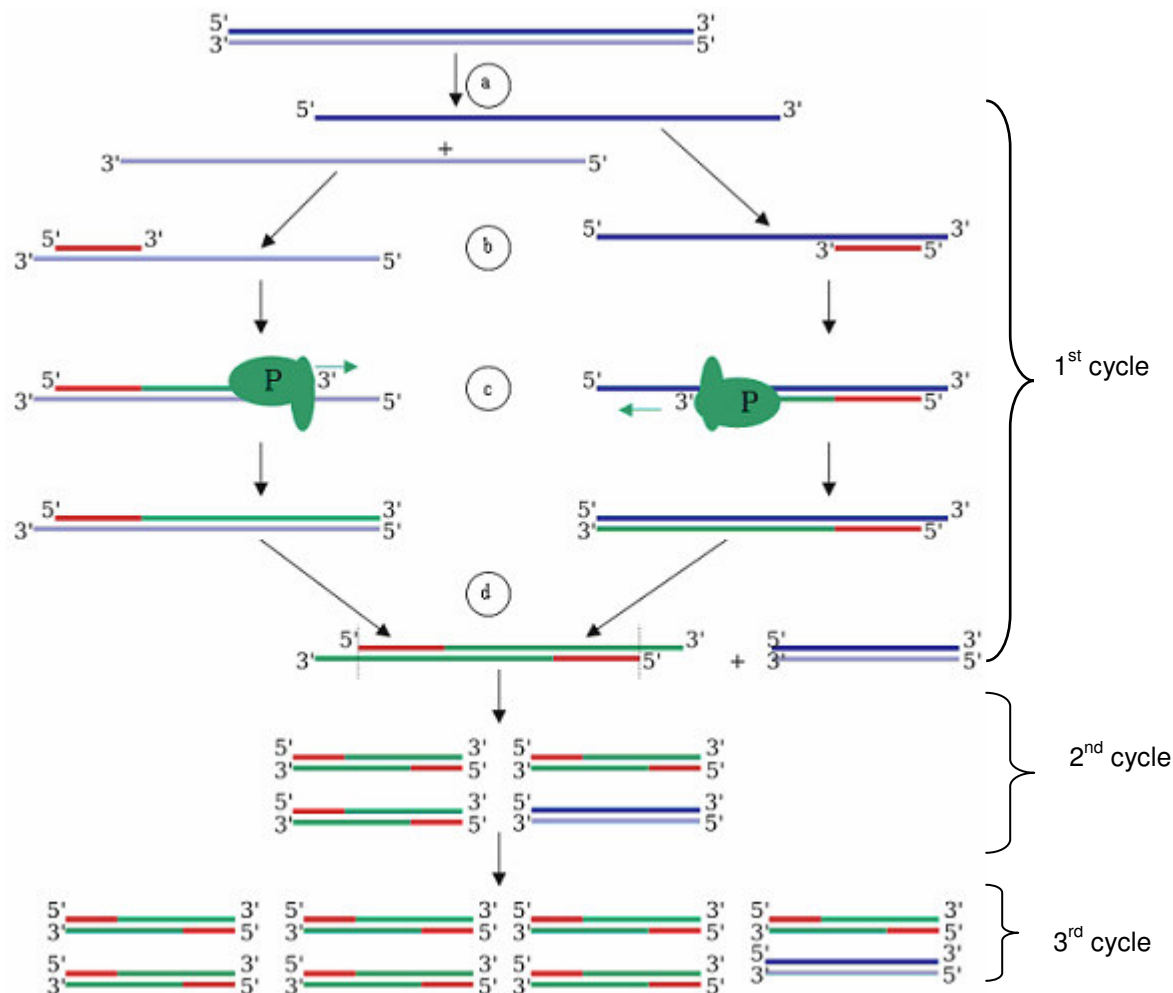 5' 3'
3' 5'
a
5' 3'
+
3' 5'
5' 3' b 5' 3'
3' 5' 3' 5'
5' P 3' c 5' 3'
3' 5' 3' P 5'
1st cycle
5' 3' 5' 3'
3' 5' 3' 5'
d
5' 3' 5' 3'
3' 5' + 3' 5'
5' 3' 5' 3'
3' 5' 3' 5'
2nd cycle
5' 3' 5' 3'
3' 5' 3' 5'
5' 3' 5' 3' 5' 3' 5' 3'
3' 5' 3' 5' 3' 5' 3' 5'
3rd cycle
5' 3' 5' 3' 5' 3' 5' 3'
3' 5' 3' 5' 3' 5' 3' 5'